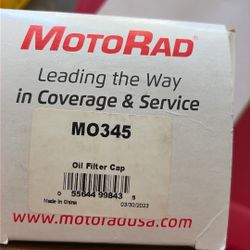 MOTORAD®
Leading the Way
in Coverage & Service
MO345
Oil Filter Cap
0 55644 99843 5
Made in China 03/30/2023
www.motoradusa.com